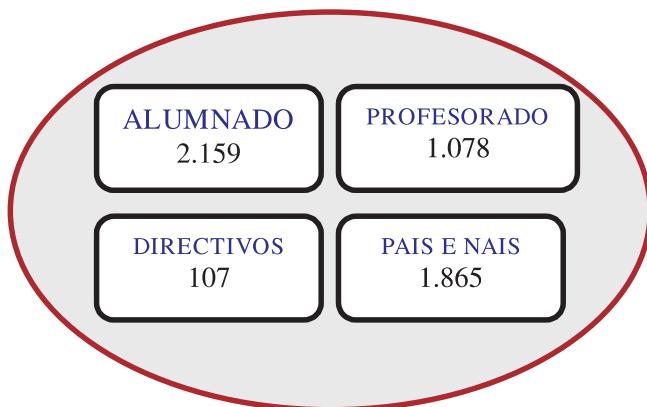 ALUMNADO
2.159
PROFESORADO
1.078
DIRECTIVOS
107
PAIS E NAIS
1.865